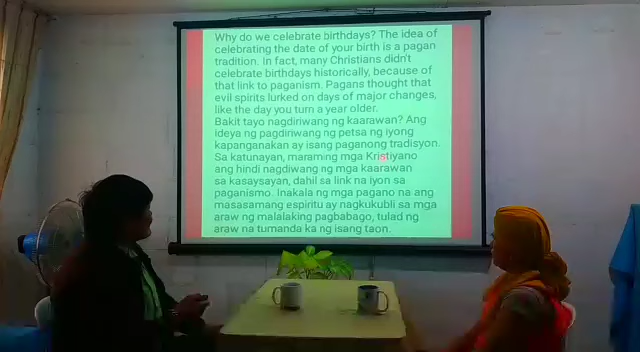 Why do we celebrate birthdays? The idea of
celebrating the date of your birth is a pagan
tradition. In fact, many Christians didn't
celebrate birthdays historically, because of
that link to paganism. Pagans thought that
evil spirits lurked on days of major changes,
like the day you turn a year older.
Bakit tayo nagdiriwang ng kaarawan? Ang
ideya ng pagdiriwang ng petsa ng iyong
kapanganakan ay isang paganong tradisyon.
Sa katunayan, maraming mga Kristiyano
ang hindi nagdiwang ng mga kaarawan
sa kasaysayan, dahil sa link na iyon sa
paganismo. Inakala ng mga pagano na ang
masasamang espiritu ay nagkukubli sa mga
araw ng malalaking pagbabago, tulad ng
araw na tumanda ka ng isang taon.